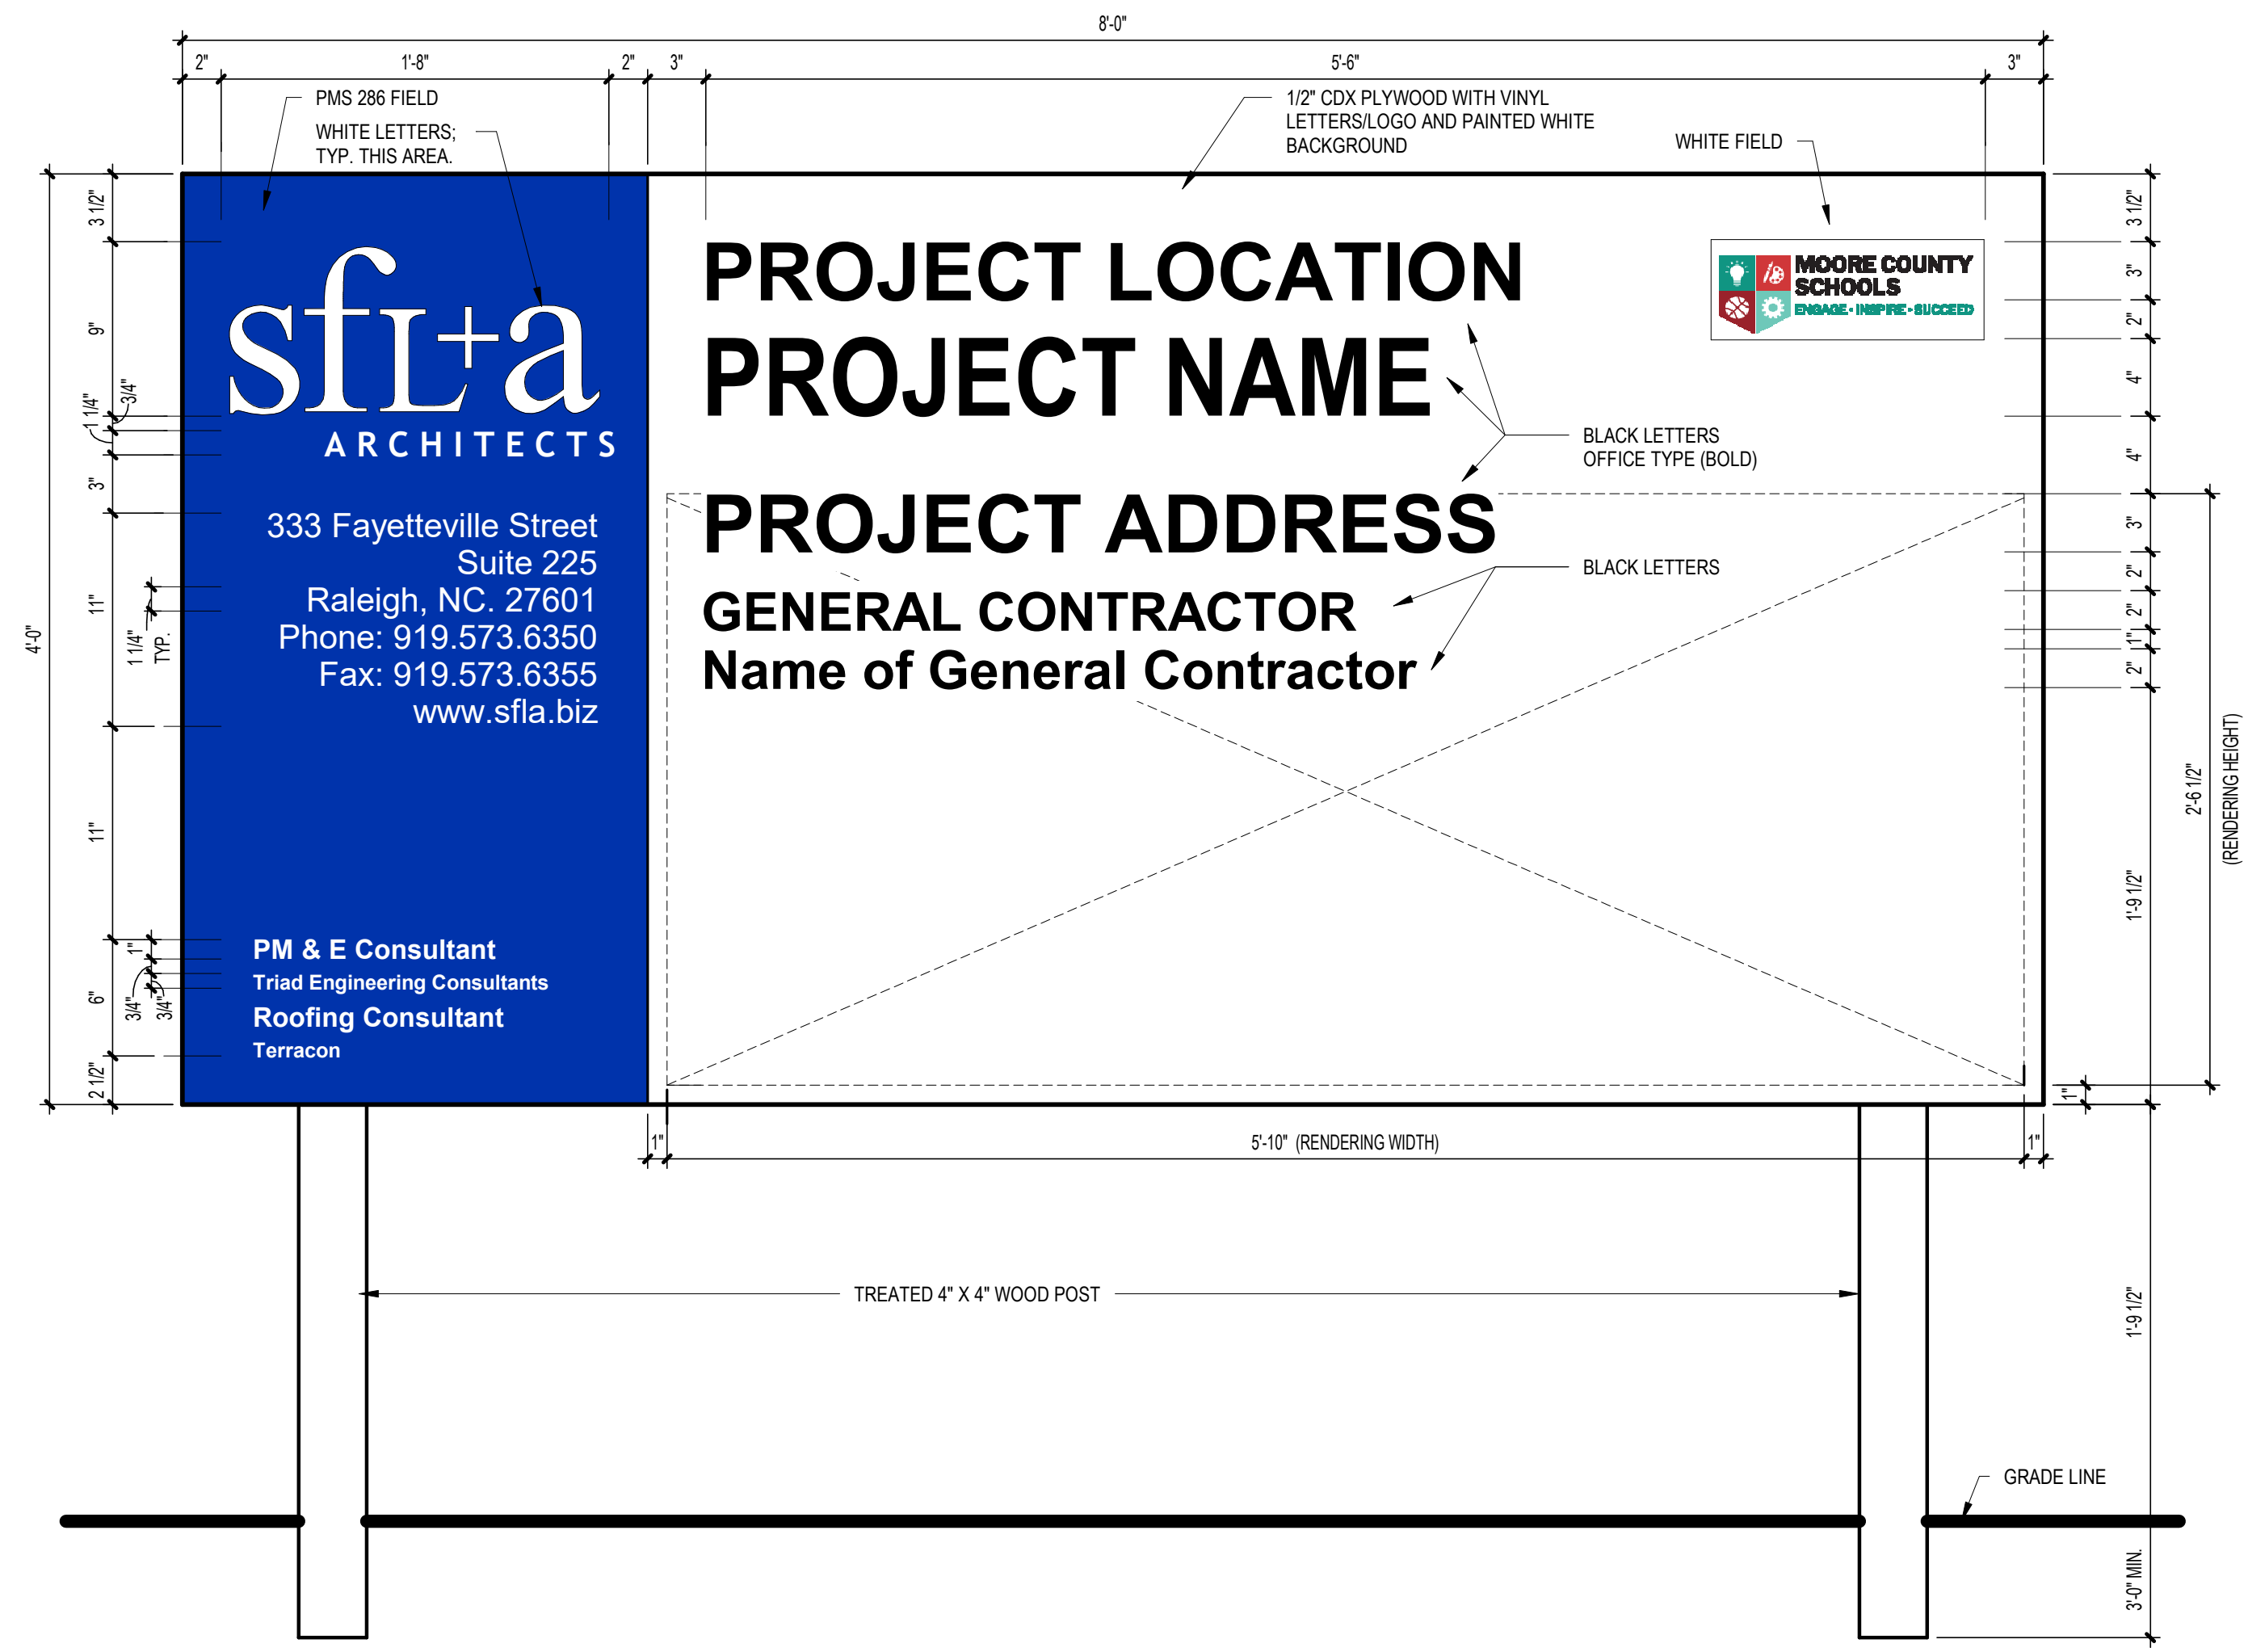 8'-0"
2"
1'-8"
2"
3"
5'-6"
3"
PMS 286 FIELD
WHITE LETTERS;
TYP. THIS AREA.
1/2" CDX PLYWOOD WITH VINYL
LETTERS/LOGO AND PAINTED WHITE
BACKGROUND
WHITE FIELD
4'-0"
3 1/2"
9"
3/4"
1 1/4"
3"
11"
1 1/4"
TYP.
11"
1"
3/4"
3/4"
6"
2 1/2"
sfL+a
ARCHITECTS
333 Fayetteville Street
Suite 225
Raleigh, NC. 27601
Phone: 919.573.6350
Fax: 919.573.6355
www.sfla.biz
PM & E Consultant
Triad Engineering Consultants
Roofing Consultant
Terracon
PROJECT LOCATION
PROJECT NAME
PROJECT ADDRESS
GENERAL CONTRACTOR
Name of General Contractor
MOORE COUNTY
SCHOOLS
ENGAGE • INSPIRE • SUCCEED
BLACK LETTERS
OFFICE TYPE (BOLD)
BLACK LETTERS
3 1/2"
3"
2"
4"
4"
3"
2"
2"
1"
2"
1'-9 1/2"
2'-6 1/2"
(RENDERING HEIGHT)
1"
1"
5'-10" (RENDERING WIDTH)
1"
TREATED 4" X 4" WOOD POST
1'-9 1/2"
GRADE LINE
3'-0" MIN.